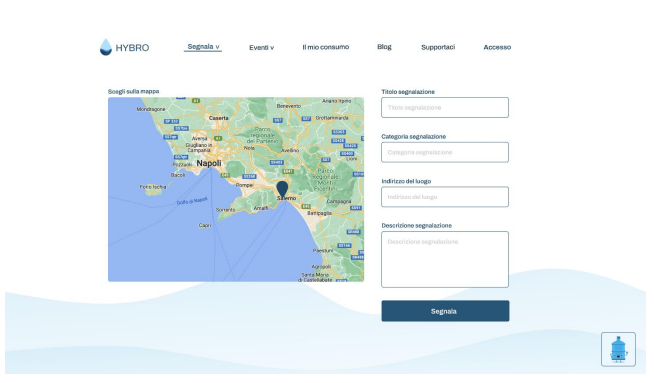 HYBRO
Segnala v
Eventi v
Il mio consumo
Blog
Supportaci
Accesso
Scegli sulla mappa
Mondragone
Caserta
Benevento
Ariano Irpino
Grottaminarda
Aversa
Giugliano in
Campania
Parco
regionale
del Partenio
Nola
Avellino
Lioni
Pozzuoli
Napoli
Bacoli
Forio Ischia
Pompei
Parco
Regionale
Monti
Picentini
Golfo di Napoli
Sorrento
Amalfi
Salerno
Campagna
Battipaglia
Capri
Paestum
Agropoli
Santa Maria
di Castellabate
Titolo segnalazione
Titolo segnalazione
Categoria segnalazione
Categoria segnalazione
Indirizzo del luogo
Indirizzo del luogo
Descrizione segnalazione
Descrizione segnalazione
Segnala